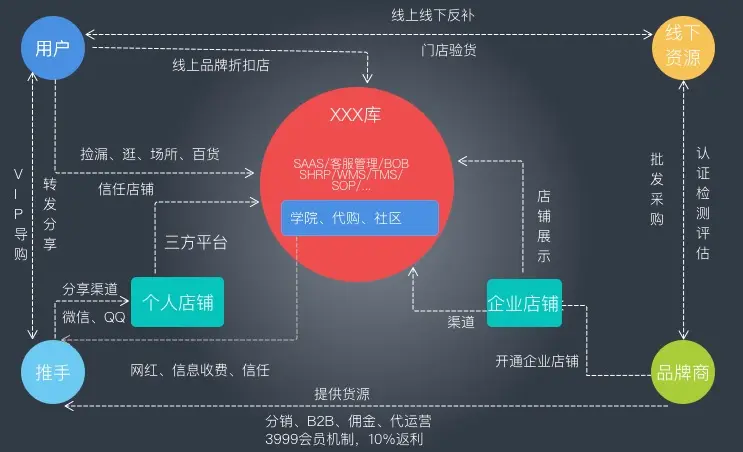 线上线下反补
用户
线下
资源
门店验货
线上品牌折扣店
XXX库
捡漏、逛、场所、百货
SAAS/客服管理/BOB
SHRP/WMS/TMS/
SOP/...
信任店铺
学院、代购、社区
VIP导购
转发分享
店铺展示
批发采购
认证检测评估
三方平台
分享渠道
个人店铺
企业店铺
微信、QQ
渠道
开通企业店铺
推手
网红、信息收费、信任
品牌商
提供货源
分销、B2B、佣金、代运营
3999会员机制，10%返利